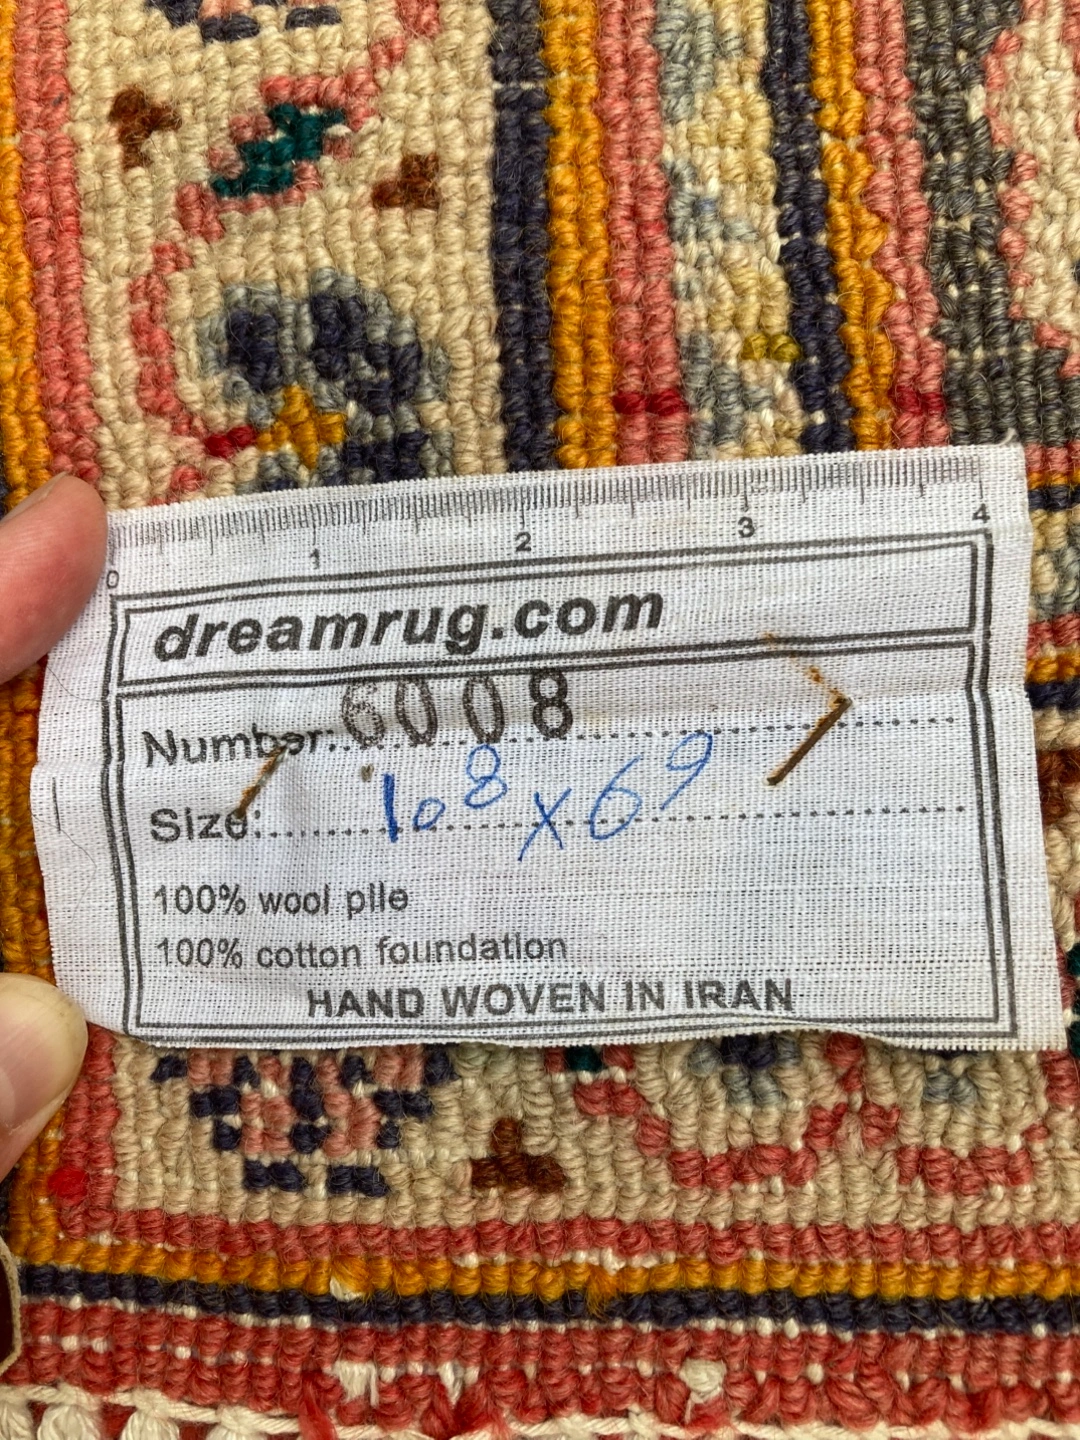 0 1 2 3 4
dreamrug.com
Number: 6008
Size: 108 x 69
100% wool pile
100% cotton foundation
HAND WOVEN IN IRAN